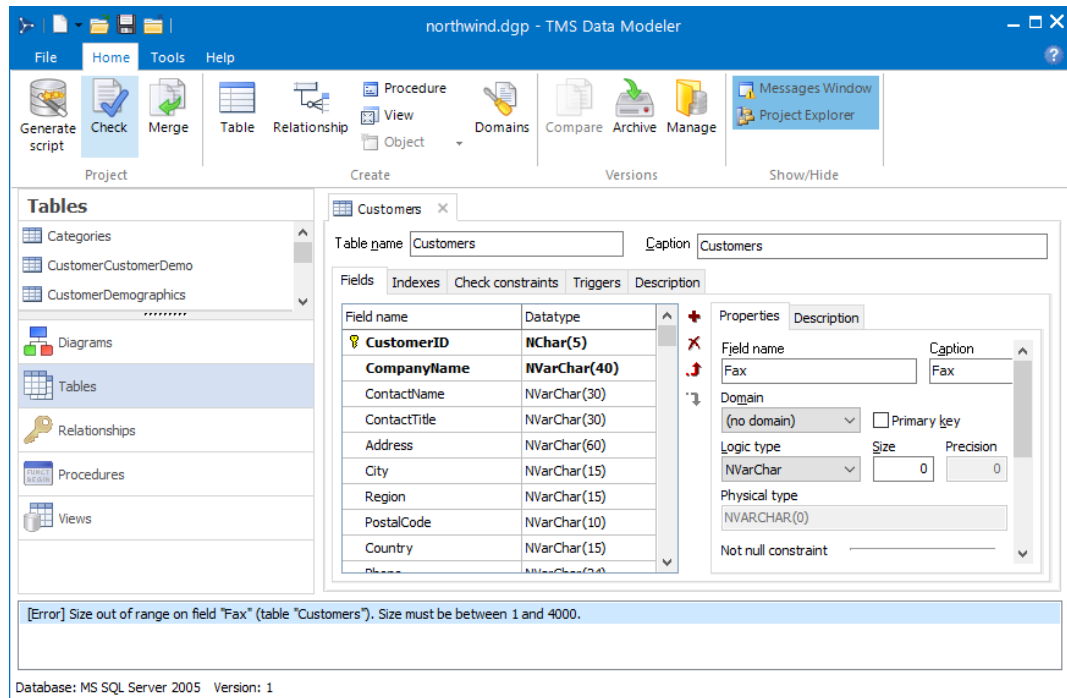 northwind.dgp - TMS Data Modeler
File Home Tools Help
Generate script
Check
Merge
Table
Relationship
Procedure
View
Object
Domains
Compare
Archive
Manage
Messages Window
Project Explorer
Project
Create
Versions
Show/Hide
Tables
Categories
CustomerCustomerDemo
CustomerDemographics
Diagrams
Tables
Relationships
FUNCT
BEGIN
Procedures
Views
Customers
Table name Customers
Caption Customers
Fields Indexes Check constraints Triggers Description
Field name Datatype
CustomerID NChar(5)
CompanyName NVarChar(40)
ContactName NVarChar(30)
ContactTitle NVarChar(30)
Address NVarChar(60)
City NVarChar(15)
Region NVarChar(15)
PostalCode NVarChar(10)
Country NVarChar(15)
Phone NVarChar(24)
Properties Description
Field name Caption
Fax Fax
Domain
(no domain) Primary key
Logic type Size Precision
NVarChar 0 0
Physical type
NVARCHAR(0)
Not null constraint
[Error] Size out of range on field "Fax" (table "Customers"). Size must be between 1 and 4000.
Database: MS SQL Server 2005 Version: 1